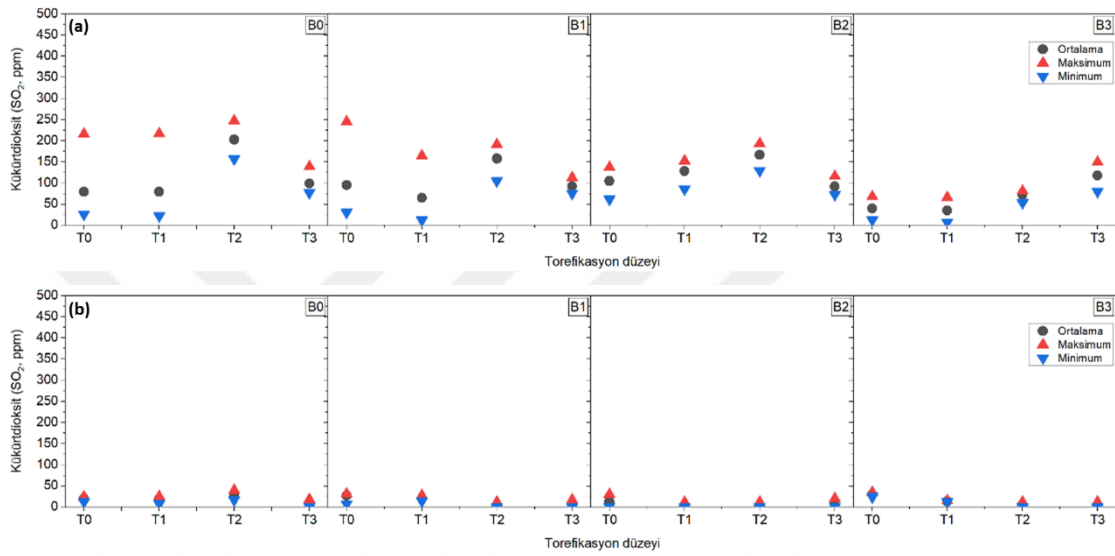 (a)
B0
B1
B2
B3
Kükürtdioksit (SO₂, ppm)
500
450
400
350
300
250
200
150
100
50
0
Ortalama
Maksimum
Minimum
T0 T1 T2 T3 T0 T1 T2 T3 T0 T1 T2 T3 T0 T1 T2 T3
Torefikasyon düzeyi
(b)
B0
B1
B2
B3
Kükürtdioksit (SO₂, ppm)
500
450
400
350
300
250
200
150
100
50
0
Ortalama
Maksimum
Minimum
T0 T1 T2 T3 T0 T1 T2 T3 T0 T1 T2 T3 T0 T1 T2 T3
Torefikasyon düzeyi